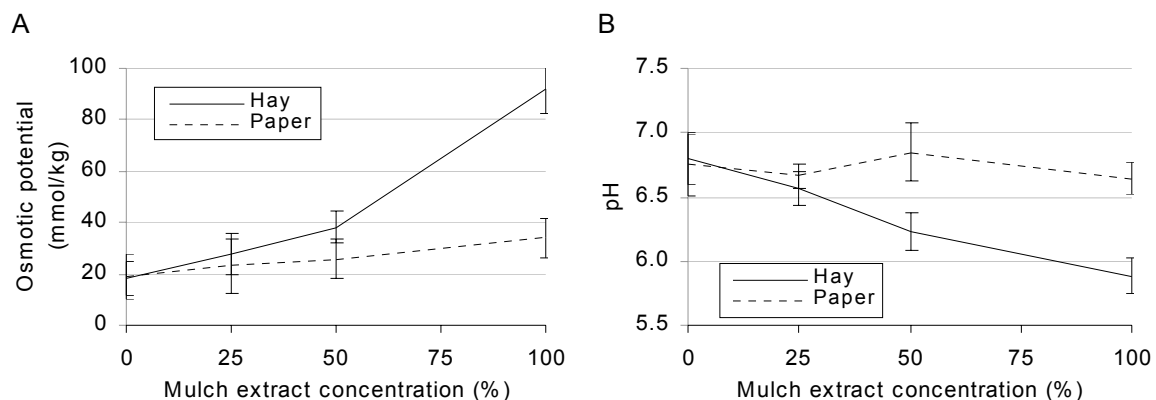 A
Osmotic potential
(mmol/kg)
100
80
60
40
20
0
Hay
Paper
0
25
50
75
100
Mulch extract concentration (%)
B
pH
7.5
7.0
6.5
6.0
5.5
Hay
Paper
0
25
50
75
100
Mulch extract concentration (%)